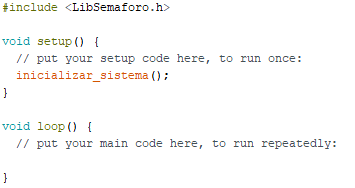 #include <LibSemaforo.h>
void setup() {
  // put your setup code here, to run once:
  inicializar_sistema();
}
void loop() {
  // put your main code here, to run repeatedly:
}